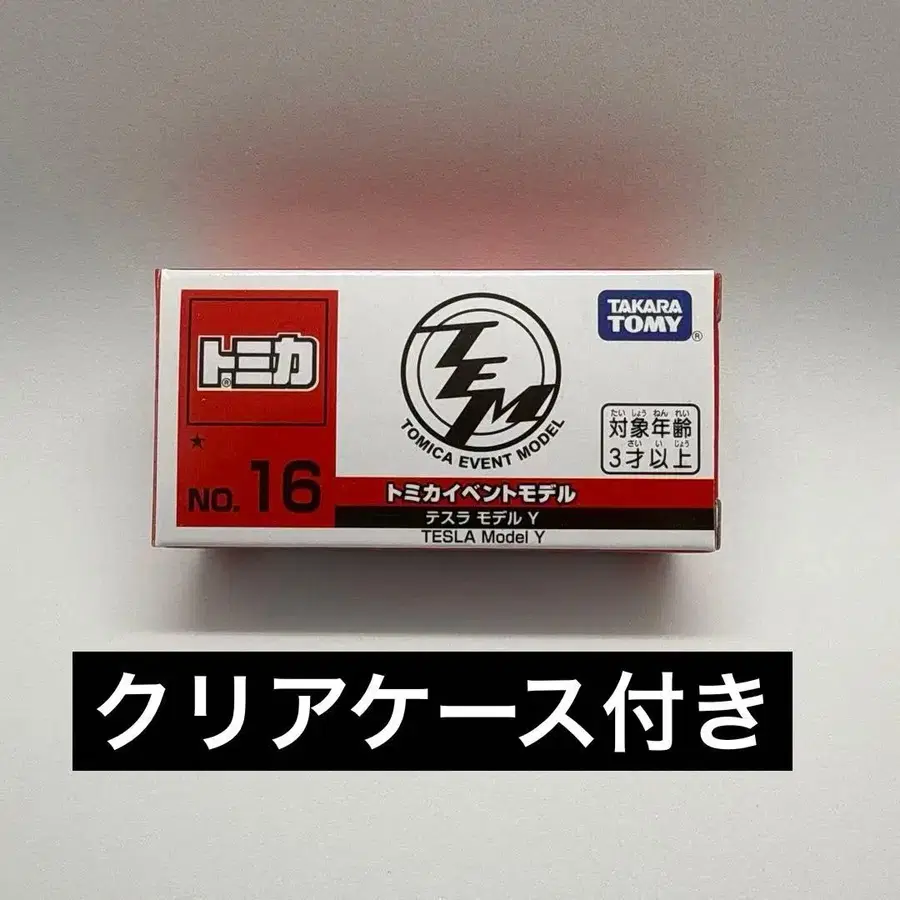 トミカ
®
★
NO. 16
TEM
TOMICA EVENT MODEL
TAKARA
TOMY
®
たいしょうねんれい
対象年齢
さいいじょう
3才以上
トミカイベントモデル
テスラ モデル Y
TESLA Model Y
クリアケース付き